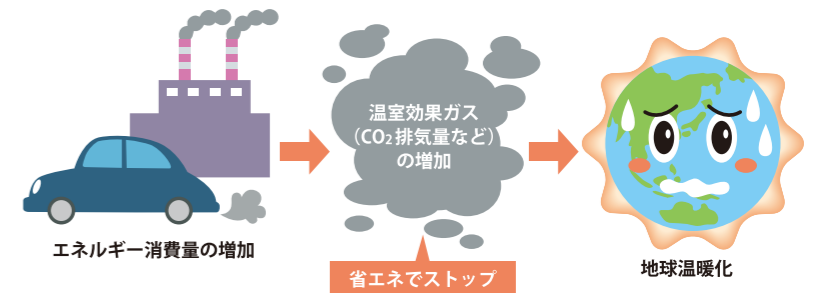 エネルギー消費量の増加
温室効果ガス
（CO₂排気量など）
の増加
省エネでストップ
地球温暖化